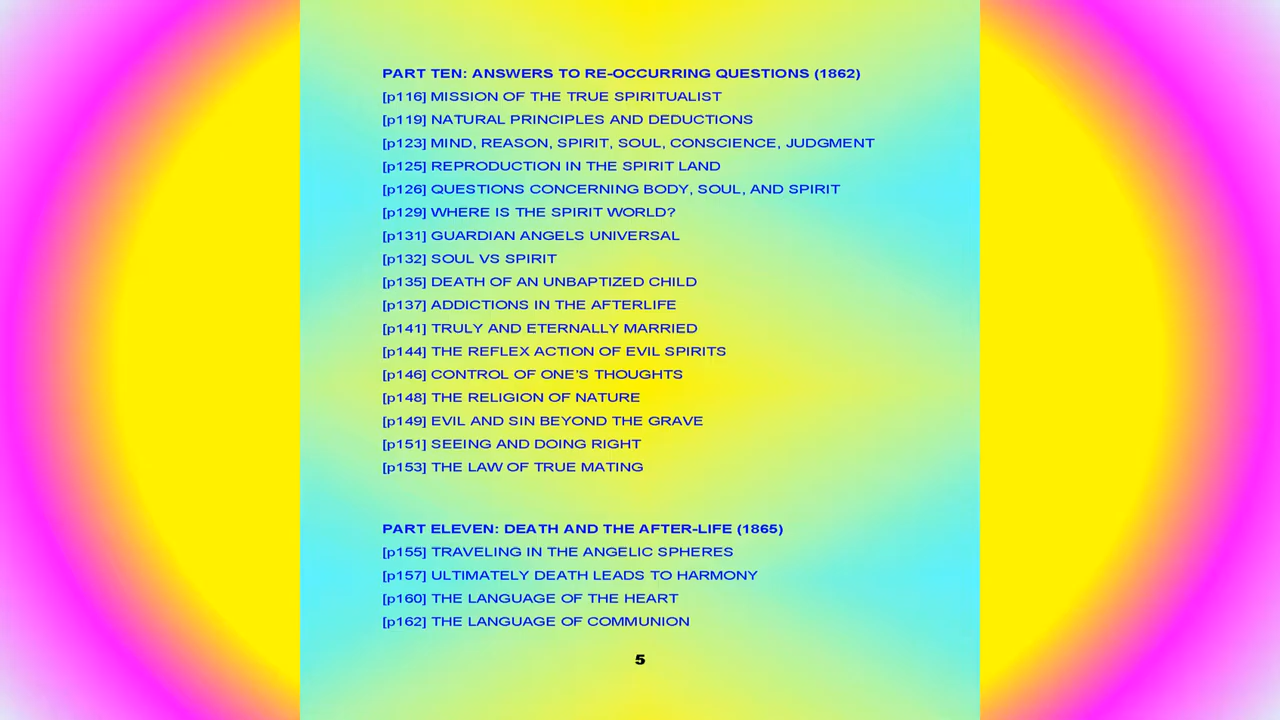 PART TEN: ANSWERS TO RE-OCCURRING QUESTIONS (1862)
[p116] MISSION OF THE TRUE SPIRITUALIST
[p119] NATURAL PRINCIPLES AND DEDUCTIONS
[p123] MIND, REASON, SPIRIT, SOUL, CONSCIENCE, JUDGMENT
[p125] REPRODUCTION IN THE SPIRIT LAND
[p126] QUESTIONS CONCERNING BODY, SOUL, AND SPIRIT
[p129] WHERE IS THE SPIRIT WORLD?
[p131] GUARDIAN ANGELS UNIVERSAL
[p132] SOUL VS SPIRIT
[p135] DEATH OF AN UNBAPTIZED CHILD
[p137] ADDICTIONS IN THE AFTERLIFE
[p141] TRULY AND ETERNALLY MARRIED
[p144] THE REFLEX ACTION OF EVIL SPIRITS
[p146] CONTROL OF ONE'S THOUGHTS
[p148] THE RELIGION OF NATURE
[p149] EVIL AND SIN BEYOND THE GRAVE
[p151] SEEING AND DOING RIGHT
[p153] THE LAW OF TRUE MATING
PART ELEVEN: DEATH AND THE AFTER-LIFE (1865)
[p155] TRAVELING IN THE ANGELIC SPHERES
[p157] ULTIMATELY DEATH LEADS TO HARMONY
[p160] THE LANGUAGE OF THE HEART
[p162] THE LANGUAGE OF COMMUNION
5